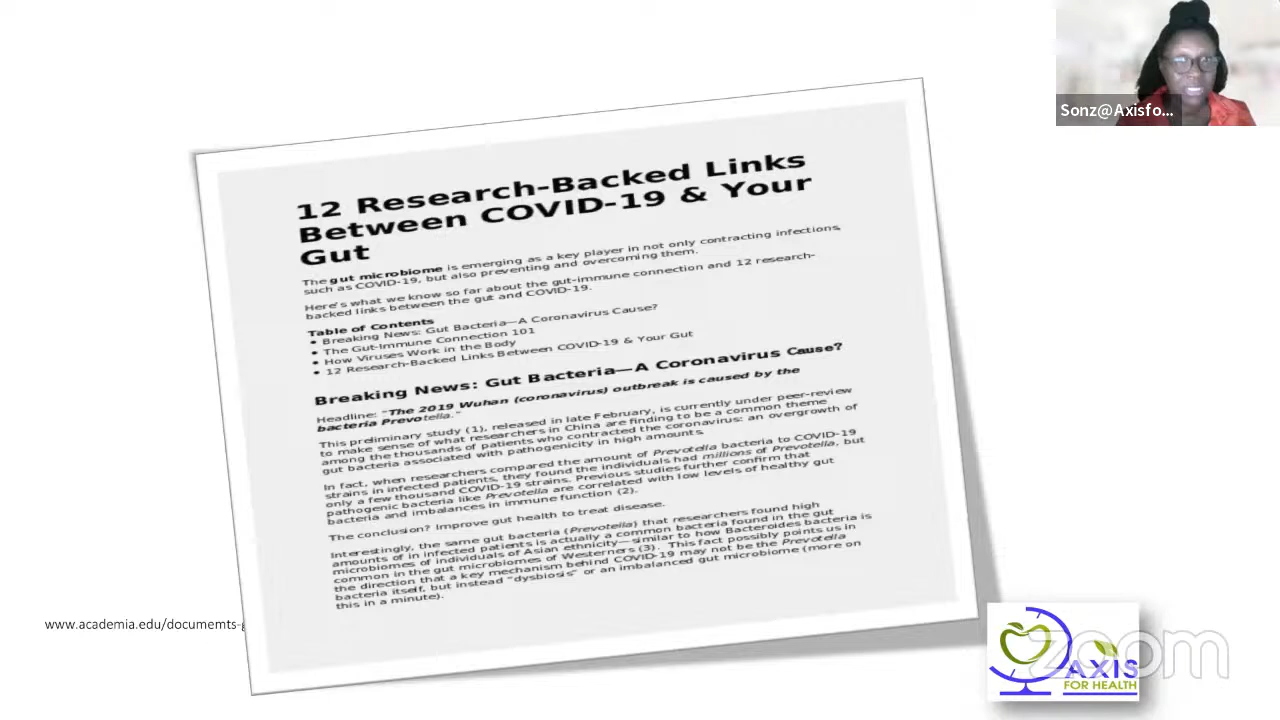 Sonz@Axisfo...
12 Research-Backed Links
Between COVID-19 & Your
Gut
The gut microbiome is emerging as a key player in not only contracting infections,
such as COVID-19, but also preventing and overcoming them.
Here's what we know so far about the gut-immune connection and 12 research-
backed links between the gut and COVID-19.
Table of Contents
• Breaking News: Gut Bacteria—A Coronavirus Cause?
• The Gut-Immune Connection 101
• How Viruses Work in the Body
• 12 Research-Backed Links Between COVID-19 & Your Gut
Breaking News: Gut Bacteria—A Coronavirus Cause?
Headline: "The 2019 Wuhan (coronavirus) outbreak is caused by the
bacteria Prevotella."
This preliminary study (1), released in late February, is currently under peer-review
to make sense of what researchers in China are finding to be a common theme
among the thousands of patients who contracted the coronavirus: an overgrowth of
gut bacteria associated with pathogenicity in high amounts.
In fact, when researchers compared the amount of Prevotella bacteria to COVID-19
strains in infected patients, they found the individuals had millions of Prevotella, but
only a few thousand COVID-19 strains. Previous studies further confirm that
pathogenic bacteria like Prevotella are correlated with low levels of healthy gut
bacteria and imbalances in immune function (2).
The conclusion? Improve gut health to treat disease.
Interestingly, the same gut bacteria (Prevotella) that researchers found high
amounts of in infected patients is actually a common bacteria found in the gut
microbiomes of individuals of Asian ethnicity—similar to how Bacteroides bacteria is
common in the gut microbiomes of Westerners (3). This fact possibly points us in
the direction that a key mechanism behind COVID-19 may not be the Prevotella
bacteria itself, but instead "dysbiosis" or an imbalanced gut microbiome (more on
this in a minute).
www.academia.edu/documemts-g
AXIS
FOR HEALTH
zoom